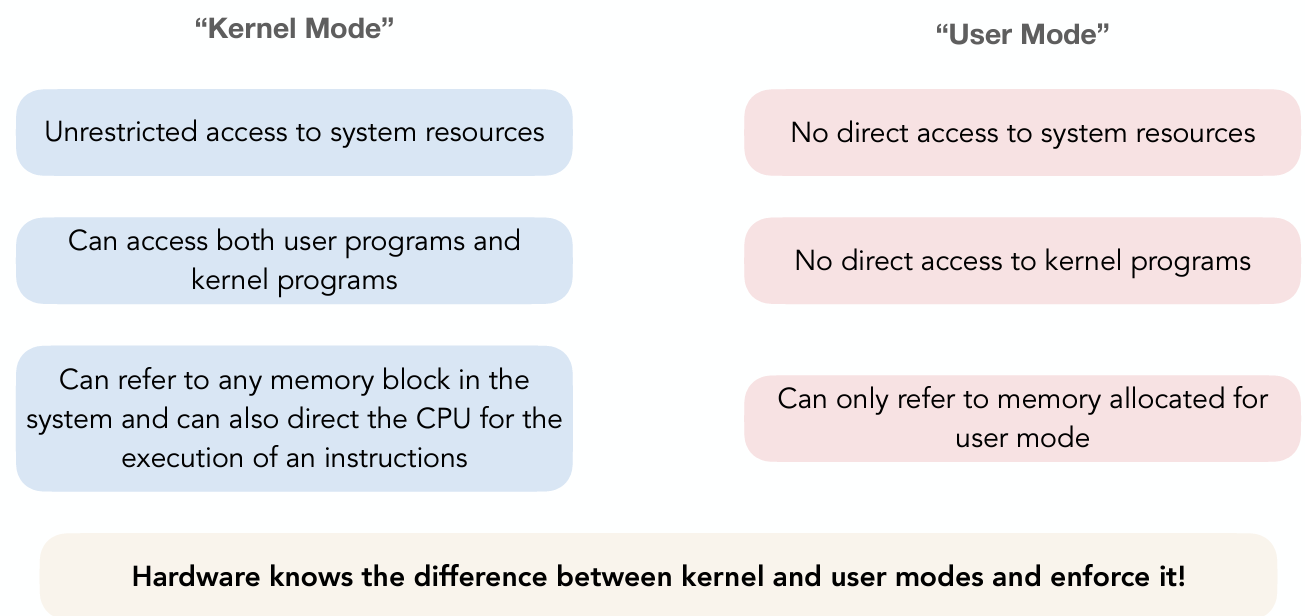 “Kernel Mode”
“User Mode”
Unrestricted access to system resources
No direct access to system resources
Can access both user programs and
kernel programs
No direct access to kernel programs
Can refer to any memory block in the
system and can also direct the CPU for the
execution of an instructions
Can only refer to memory allocated for
user mode
Hardware knows the difference between kernel and user modes and enforce it!